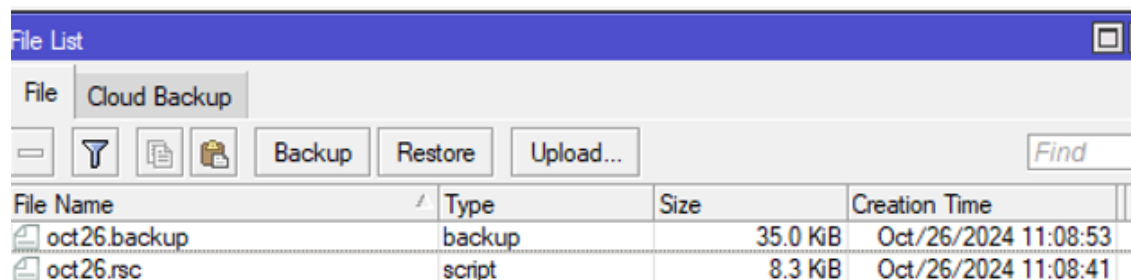 File List
File Cloud Backup
Backup Restore Upload... Find
File Name Type Size Creation Time
oct26.backup backup 35.0 KiB Oct/26/2024 11:08:53
oct26.rsc script 8.3 KiB Oct/26/2024 11:08:41